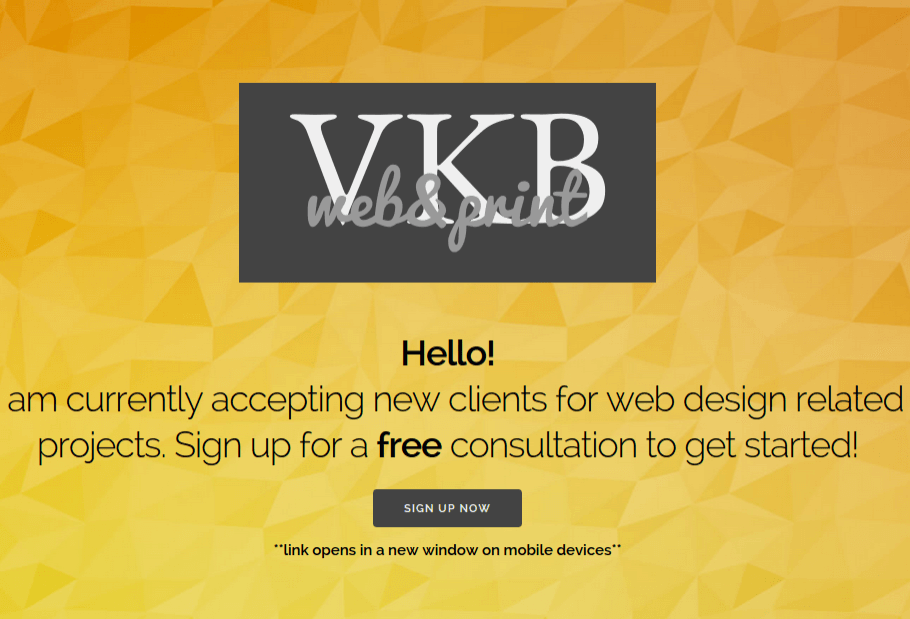 VKB
web&print
Hello!
am currently accepting new clients for web design related
projects. Sign up for a free consultation to get started!
SIGN UP NOW
**link opens in a new window on mobile devices**